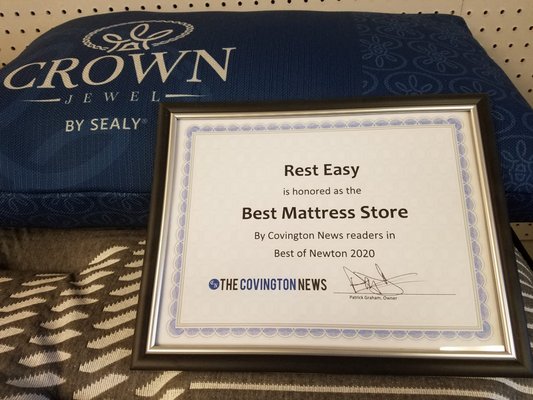 CROWN
JEWEL
BY SEALY®
Rest Easy
is honored as the
Best Mattress Store
By Covington News readers in
Best of Newton 2020
THE COVINGTON NEWS
Patrick Graham, Owner